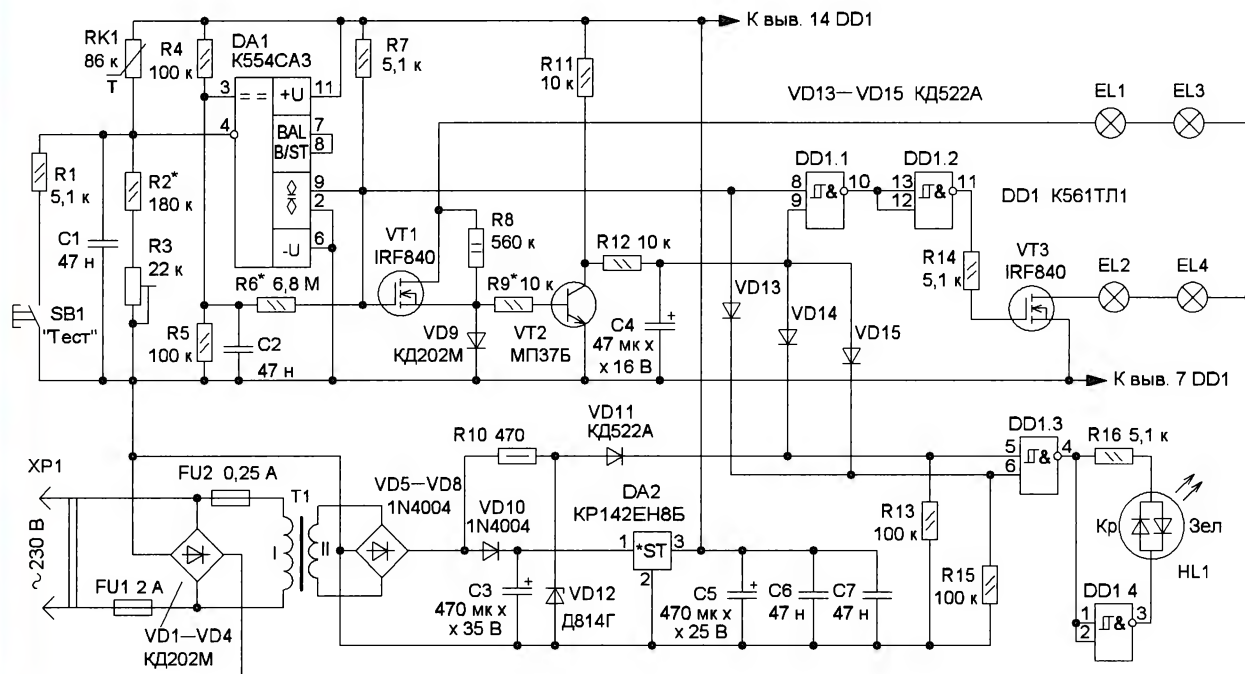 К выв. 14 DD1
RK1
86 к
T
R4
100 к
DA1
К554СА3
R7
5,1 к
R11
10 к
VD13—VD15 КД522А
EL1
EL3
3
= =
+U
11
4
BAL
7
B/ST
8
9
2
-U
6
R1
5,1 к
R2*
180 к
C1
47 н
R3
22 к
SB1
"Тест"
R5
100 к
R6* 6,8 М
C2
47 н
VT1
IRF840
R8
560 к
R9* 10 к
VD9
КД202М
VT2
МП37Б
R12 10 к
C4
47 мк х
х 16 В
VD13
VD14
VD15
DD1.1
8
9
&
10
DD1.2
13
12
&
11
DD1 К561ТЛ1
R14
5,1 к
VT3
IRF840
EL2
EL4
К выв. 7 DD1
XP1
~230 В
FU2 0,25 А
FU1 2 А
VD1—VD4
КД202М
T1
I
II
VD5—VD8
1N4004
R10 470
VD11
КД522А
VD10
1N4004
DA2
КР142ЕН8Б
1
*ST
3
2
C3
470 мк х
х 35 В
VD12
Д814Г
C5
470 мк х
х 25 В
C6
47 н
C7
47 н
R13
100 к
R15
100 к
DD1.3
5
6
&
4
R16 5,1 к
Кр
Зел
HL1
DD1 4
1
2
&
3